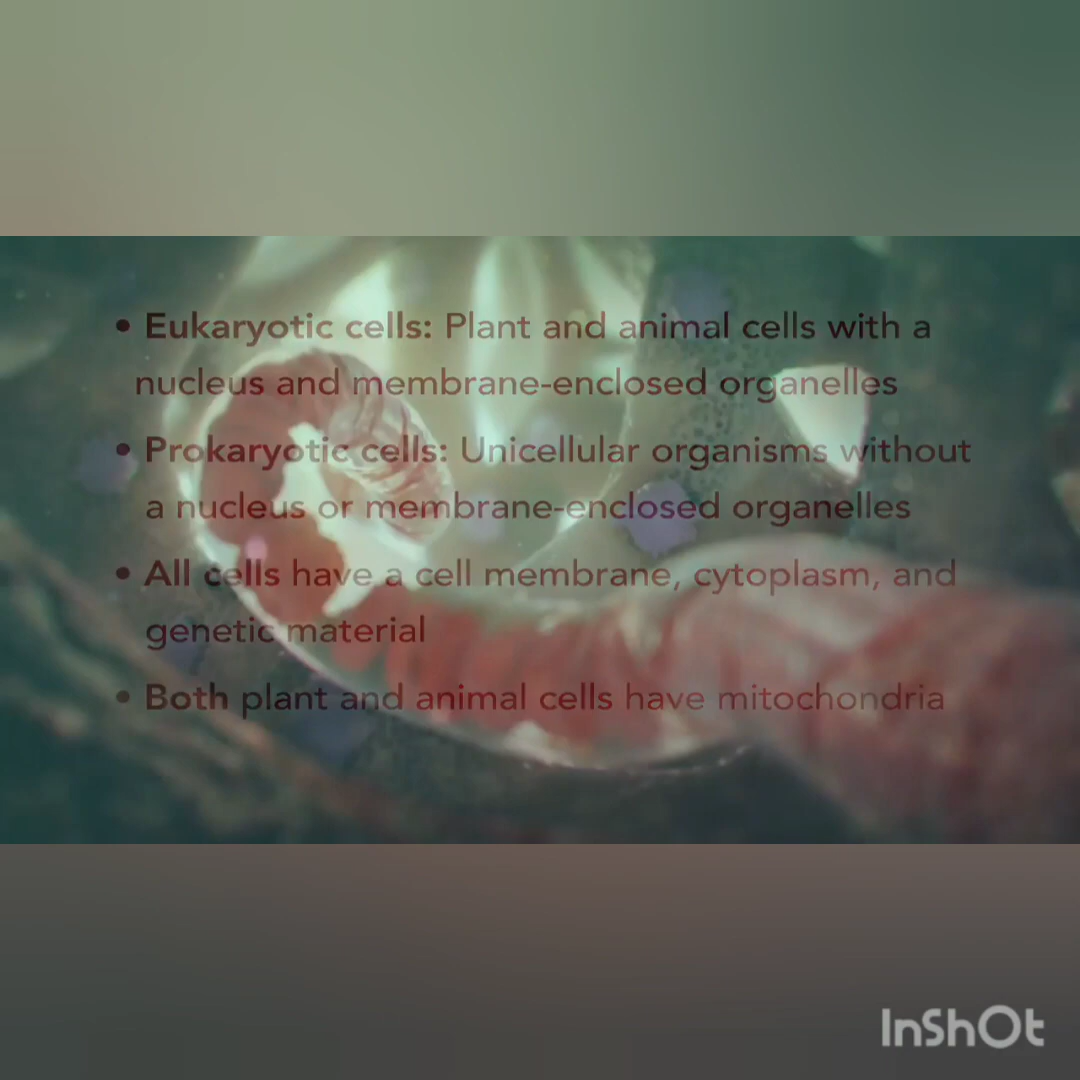 • Eukaryotic cells: Plant and animal cells with a
nucleus and membrane-enclosed organelles
• Prokaryotic cells: Unicellular organisms without
a nucleus or membrane-enclosed organelles
• All cells have a cell membrane, cytoplasm, and
genetic material
• Both plant and animal cells have mitochondria
InShOt